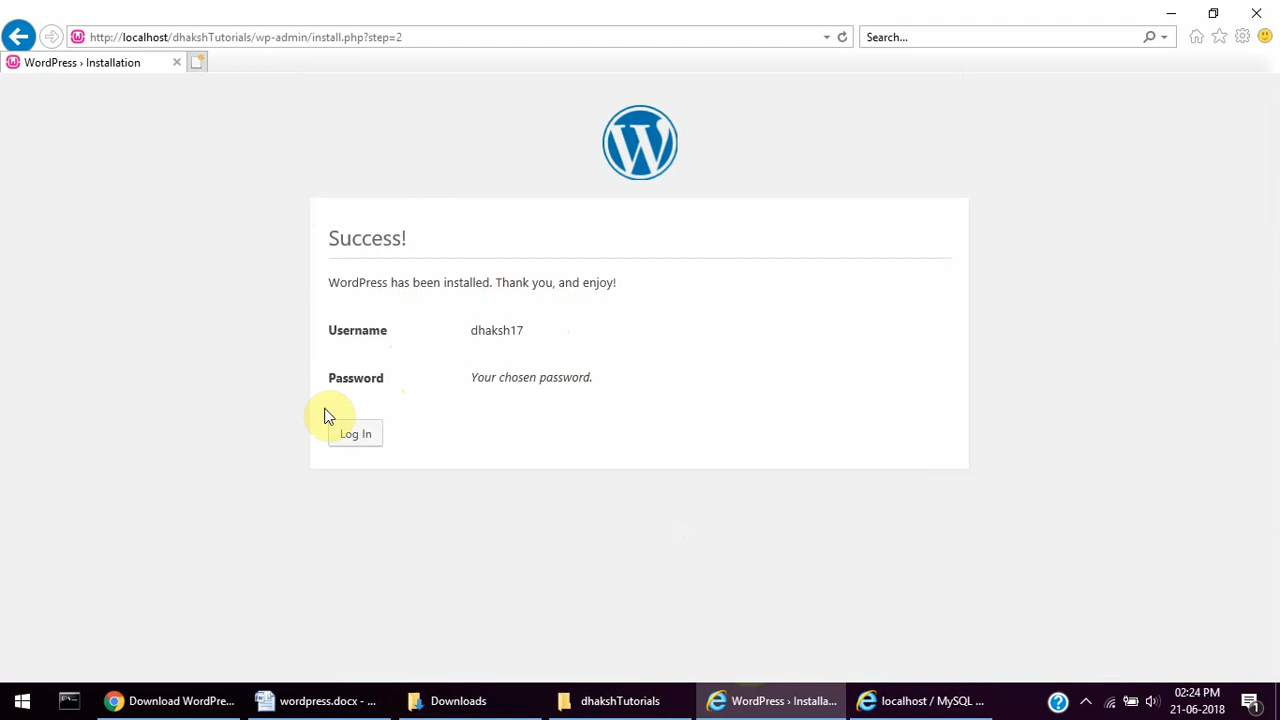 http://localhost/dhakshTutorials/wp-admin/install.php?step=2
Search...
WordPress › Installation
Success!
WordPress has been installed. Thank you, and enjoy!
Username dhaksh17
Password Your chosen password.
Log In
Download WordPre... wordpress.docx - ... Downloads dhakshTutorials WordPress › Installa... localhost / MySQL ...
02:24 PM
21-06-2018
1